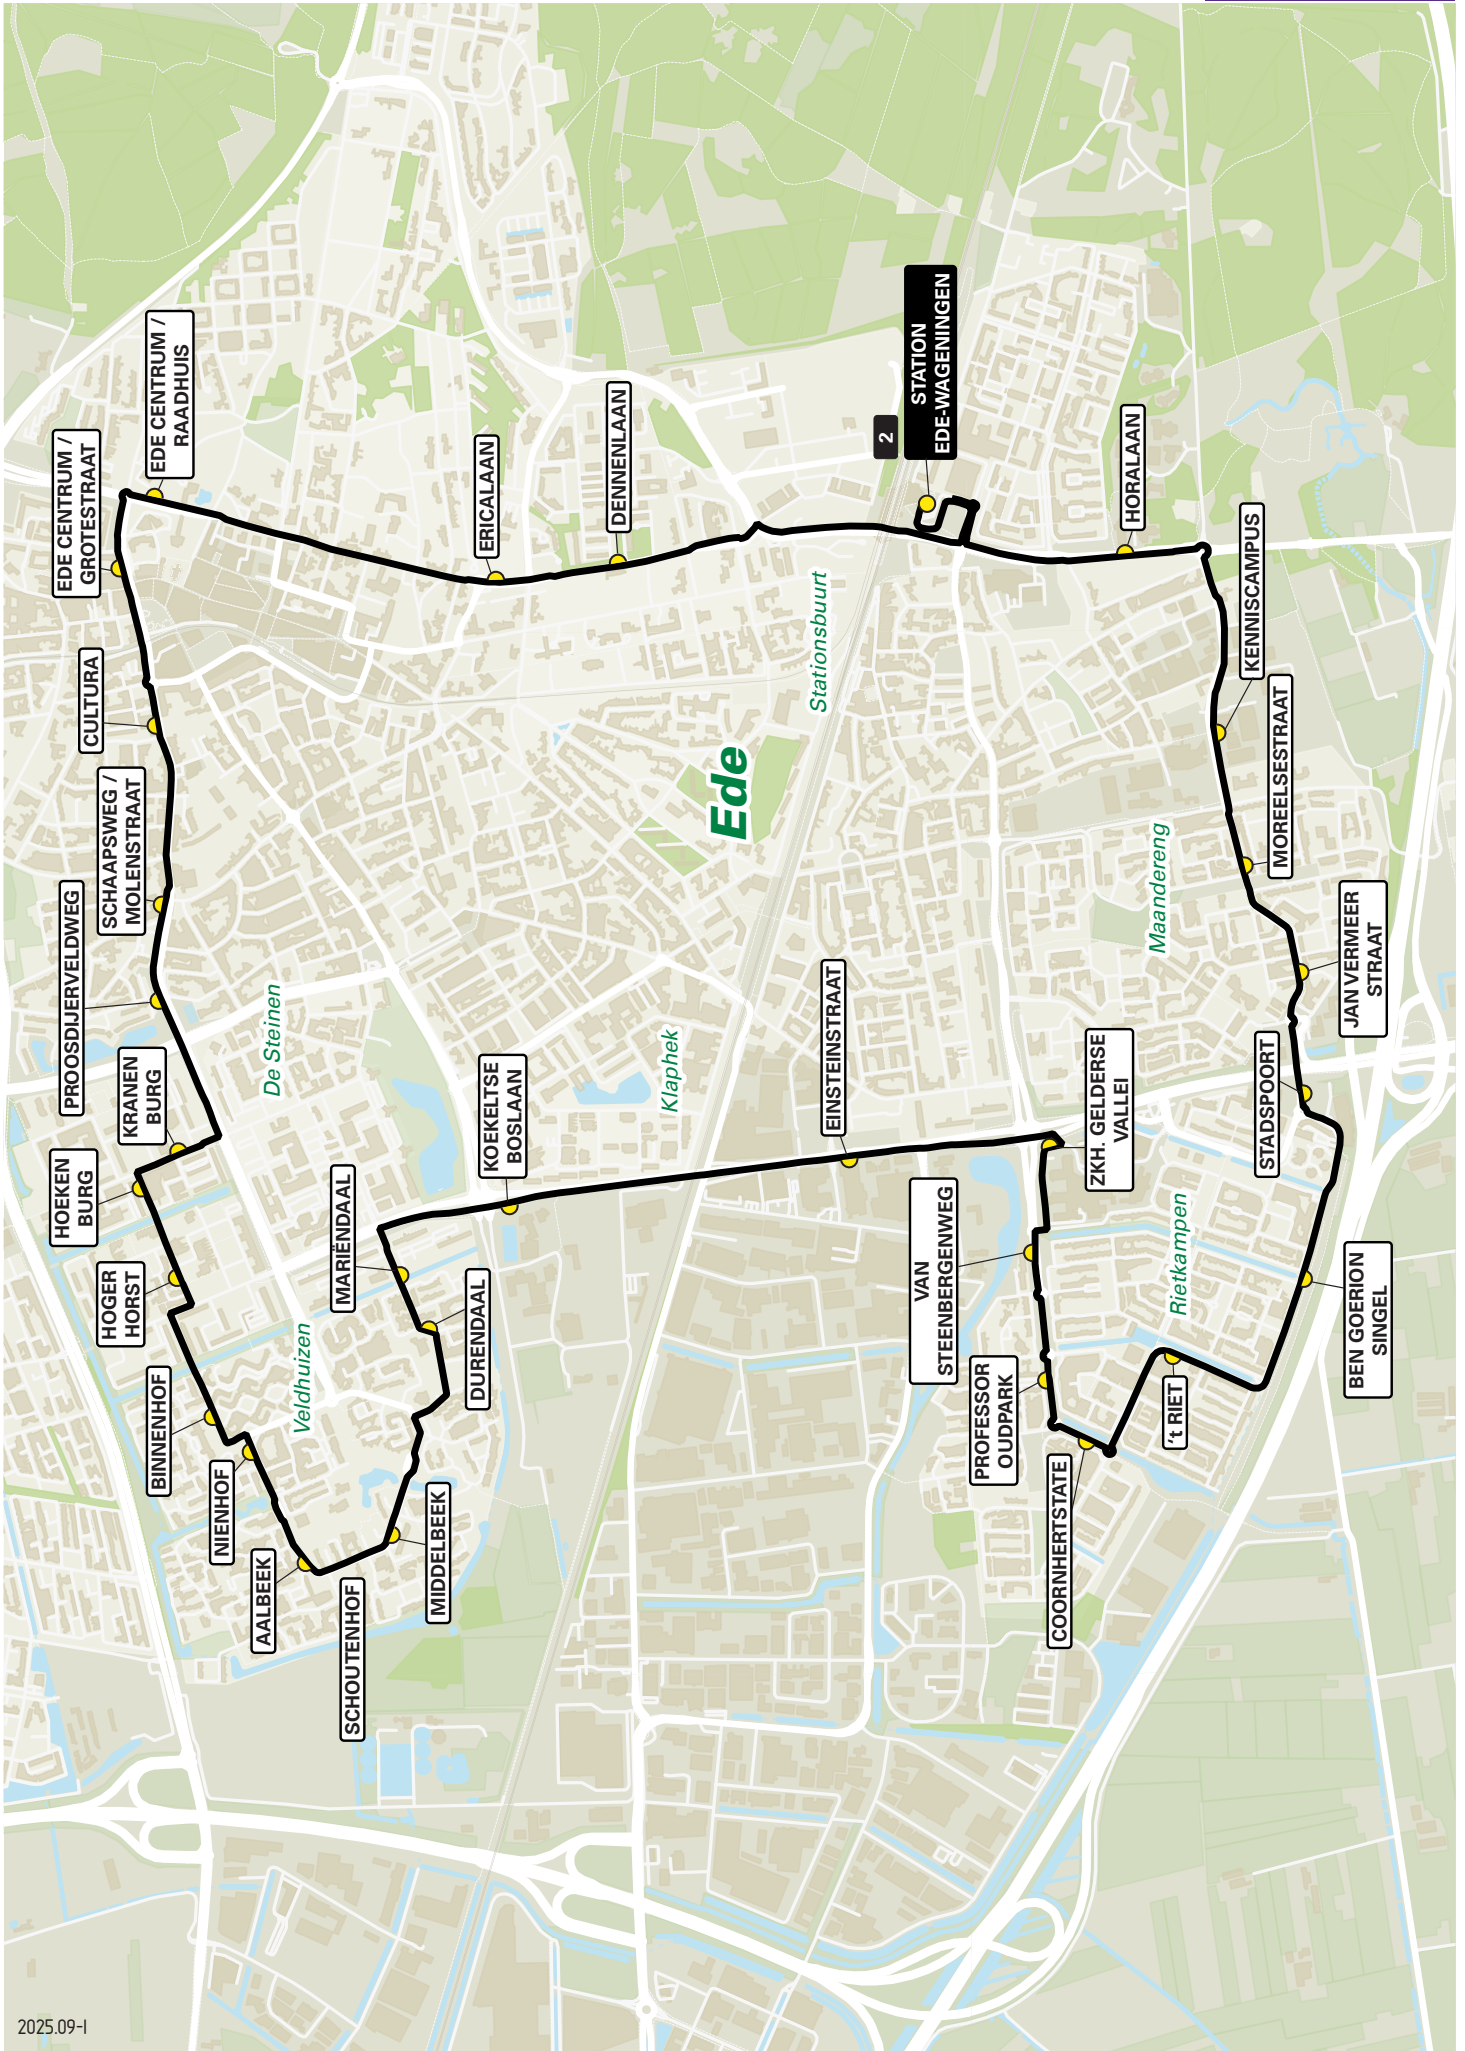 EDE CENTRUM /
RAADHUIS
EDE CENTRUM /
GROTESTRAAT
CULTURA
SCHAAPSWEG /
MOLENSTRAAT
PROOSDIJERVELDWEG
KRANEN
BURG
HOEKEN
BURG
HOGER
HORST
BINNENHOF
NIENHOF
AALBEEK
SCHOUTENHOF
MIDDELBEEK
DURENDAAL
MARIËNDAAL
KOEKELTSE
BOSLAAN
EINSTEINSTRAAT
ZKH. GELDERSE
VALLEI
VAN
STEENBERGENWEG
PROFESSOR
OUDPARK
COORNHERTSTATE
't RIET
BEN GOERION
SINGEL
STADSPOORT
JAN VERMEER
STRAAT
MOREELSESTRAAT
KENNISCAMPUS
HORALAAN
2
STATION
EDE-WAGENINGEN
DENNENLAAN
ERICALAAN
Ede
Stationsbuurt
De Steinen
Klaphek
Veldhuizen
Maandereng
Rietkampen
2025.09-I